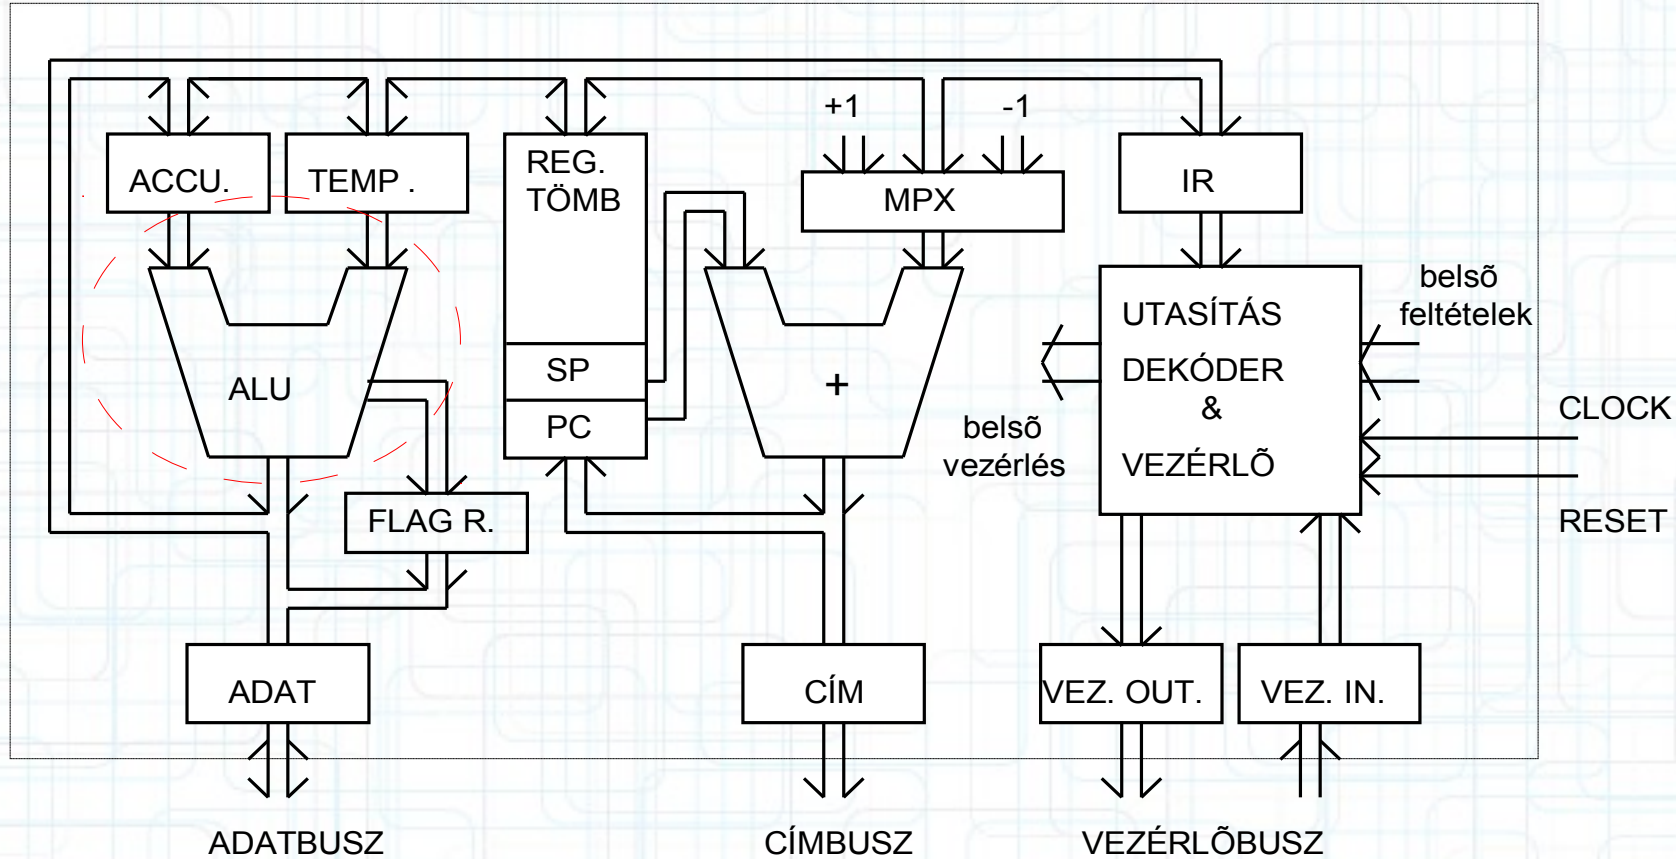 +1
-1
ACCU.
TEMP .
REG.
TÖMB
MPX
IR
belsõ
feltételek
UTASÍTÁS
DEKÓDER
&
VEZÉRLÕ
SP
PC
ALU
+
belsõ
vezérlés
CLOCK
RESET
FLAG R.
ADAT
CÍM
VEZ. OUT.
VEZ. IN.
ADATBUSZ
CÍMBUSZ
VEZÉRLÕBUSZ